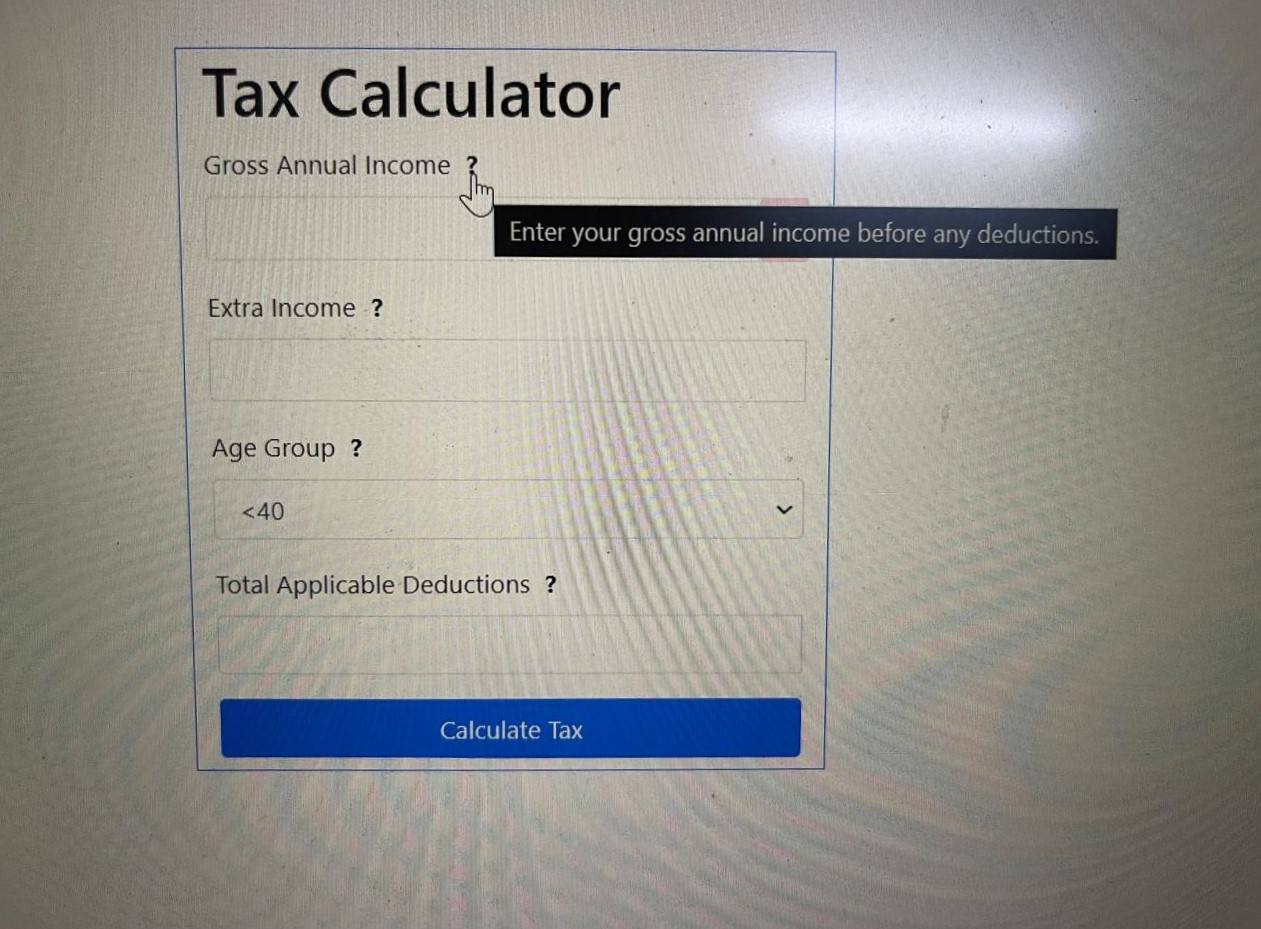 Tax Calculator
Gross Annual Income ?
Enter your gross annual income before any deductions.
Extra Income ?
Age Group ?
<40
Total Applicable Deductions ?
Calculate Tax